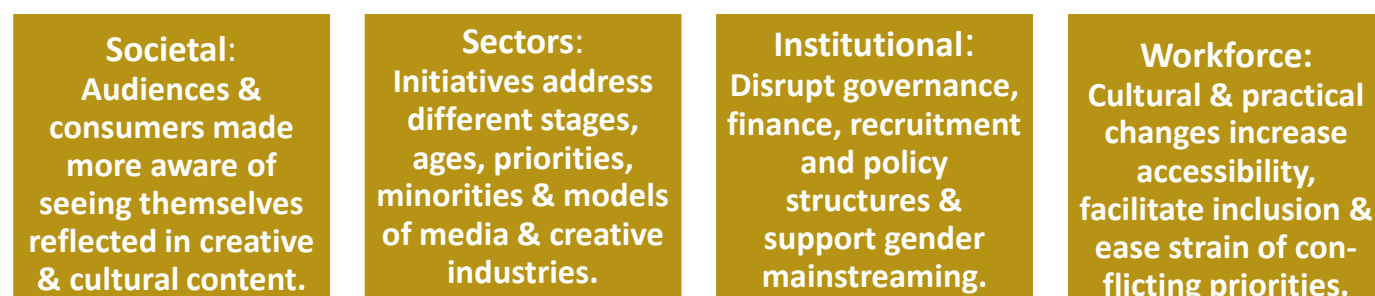 Societal:
Audiences &
consumers made
more aware of
seeing themselves
reflected in creative
& cultural content.
Sectors:
Initiatives address
different stages,
ages, priorities,
minorities & models
of media & creative
industries.
Institutional:
Disrupt governance,
finance, recruitment
and policy
structures &
support gender
mainstreaming.
Workforce:
Cultural & practical
changes increase
accessibility,
facilitate inclusion &
ease strain of con-
flicting priorities.